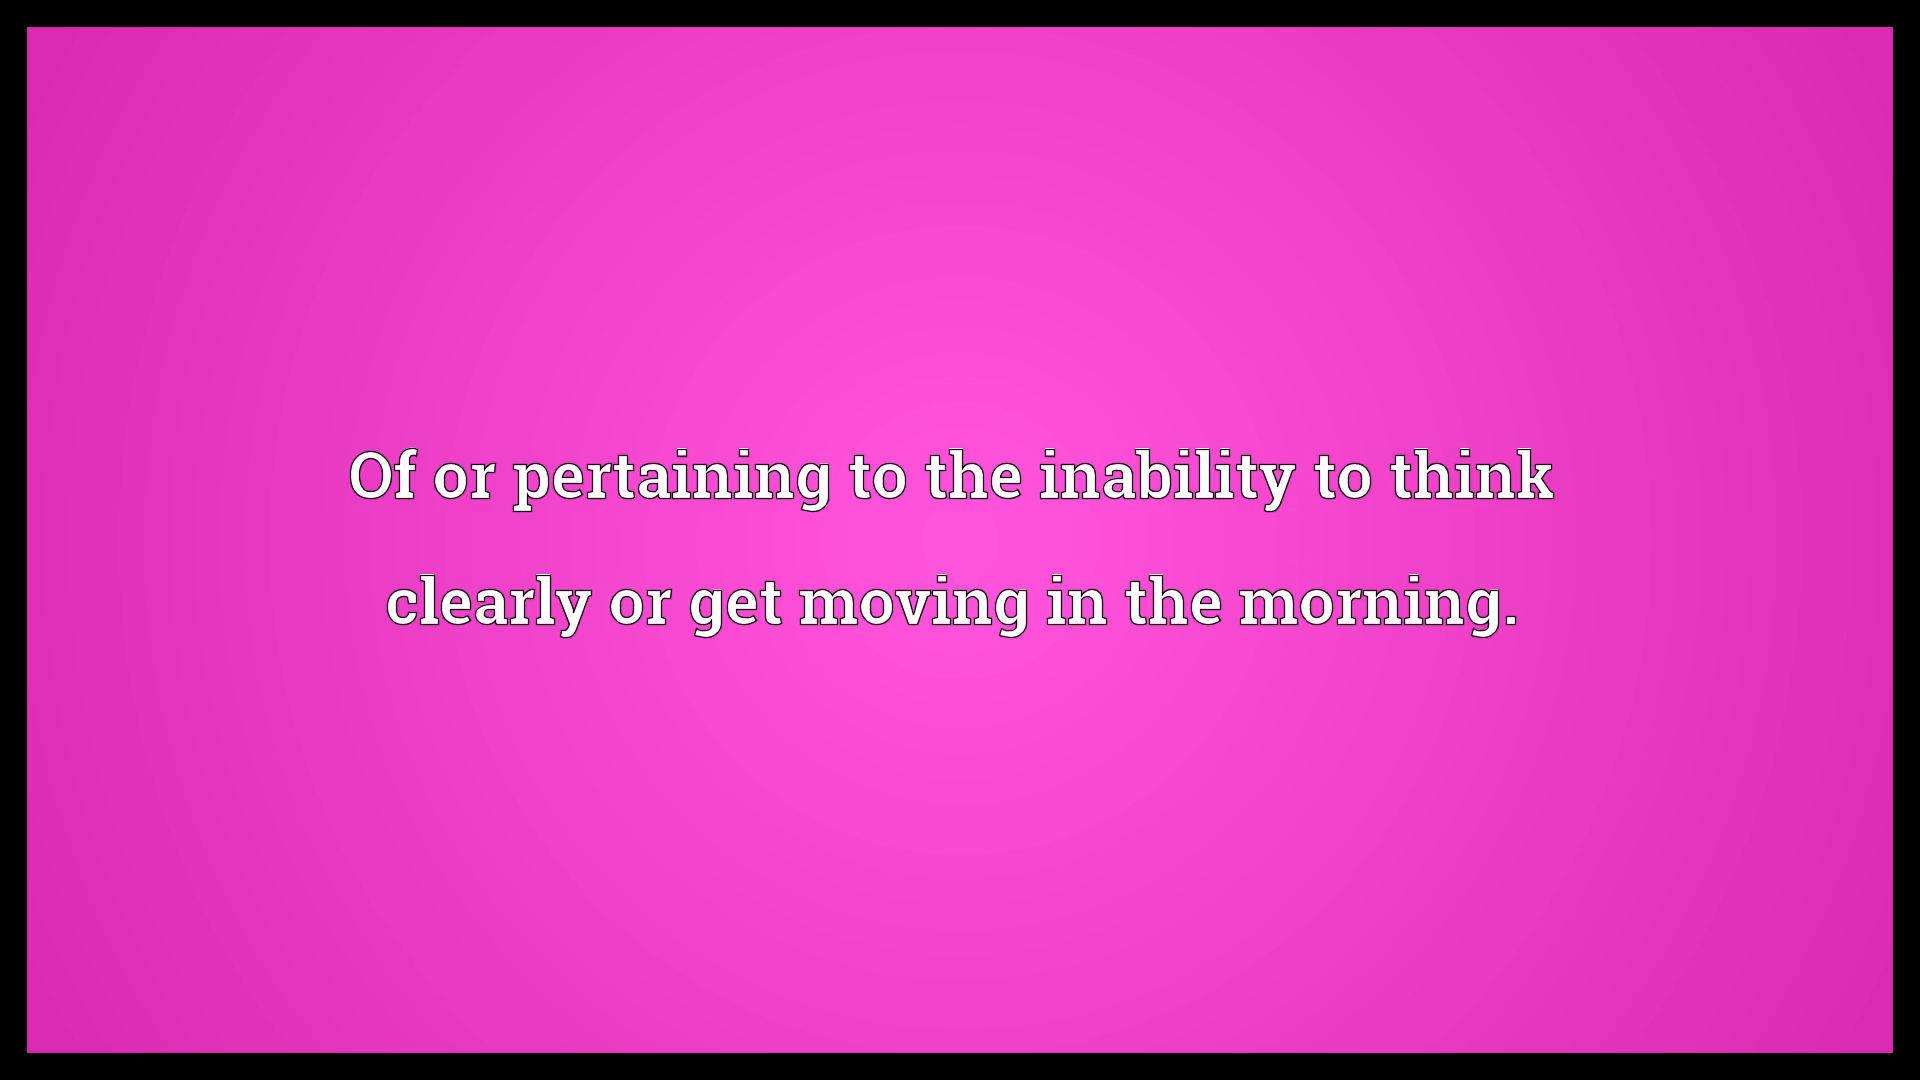 Of or pertaining to the inability to think
clearly or get moving in the morning.